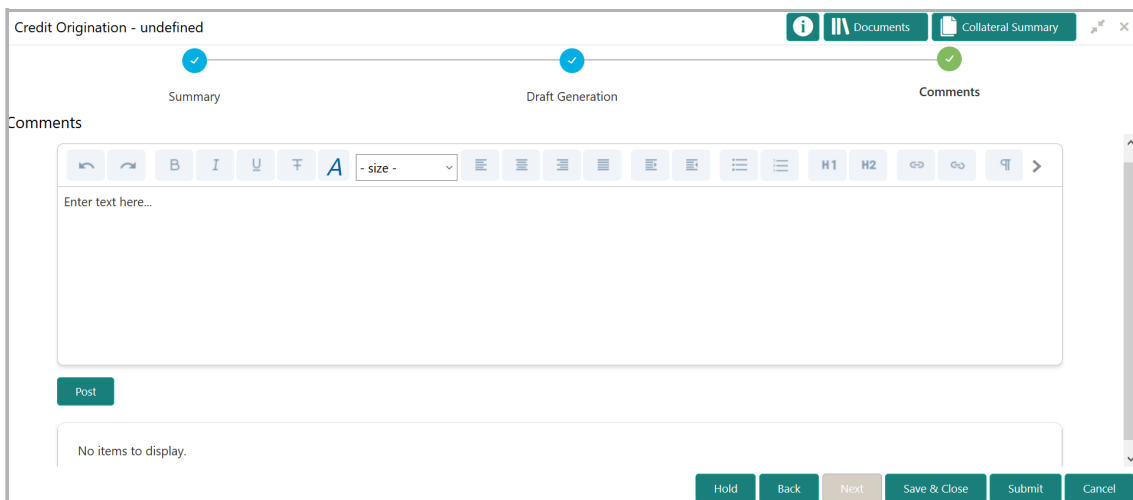 Credit Origination - undefined
Documents
Collateral Summary
Summary
Draft Generation
Comments
Comments
B I U T A - size - H1 H2
Enter text here...
Post
No items to display.
Hold Back Next Save & Close Submit Cancel